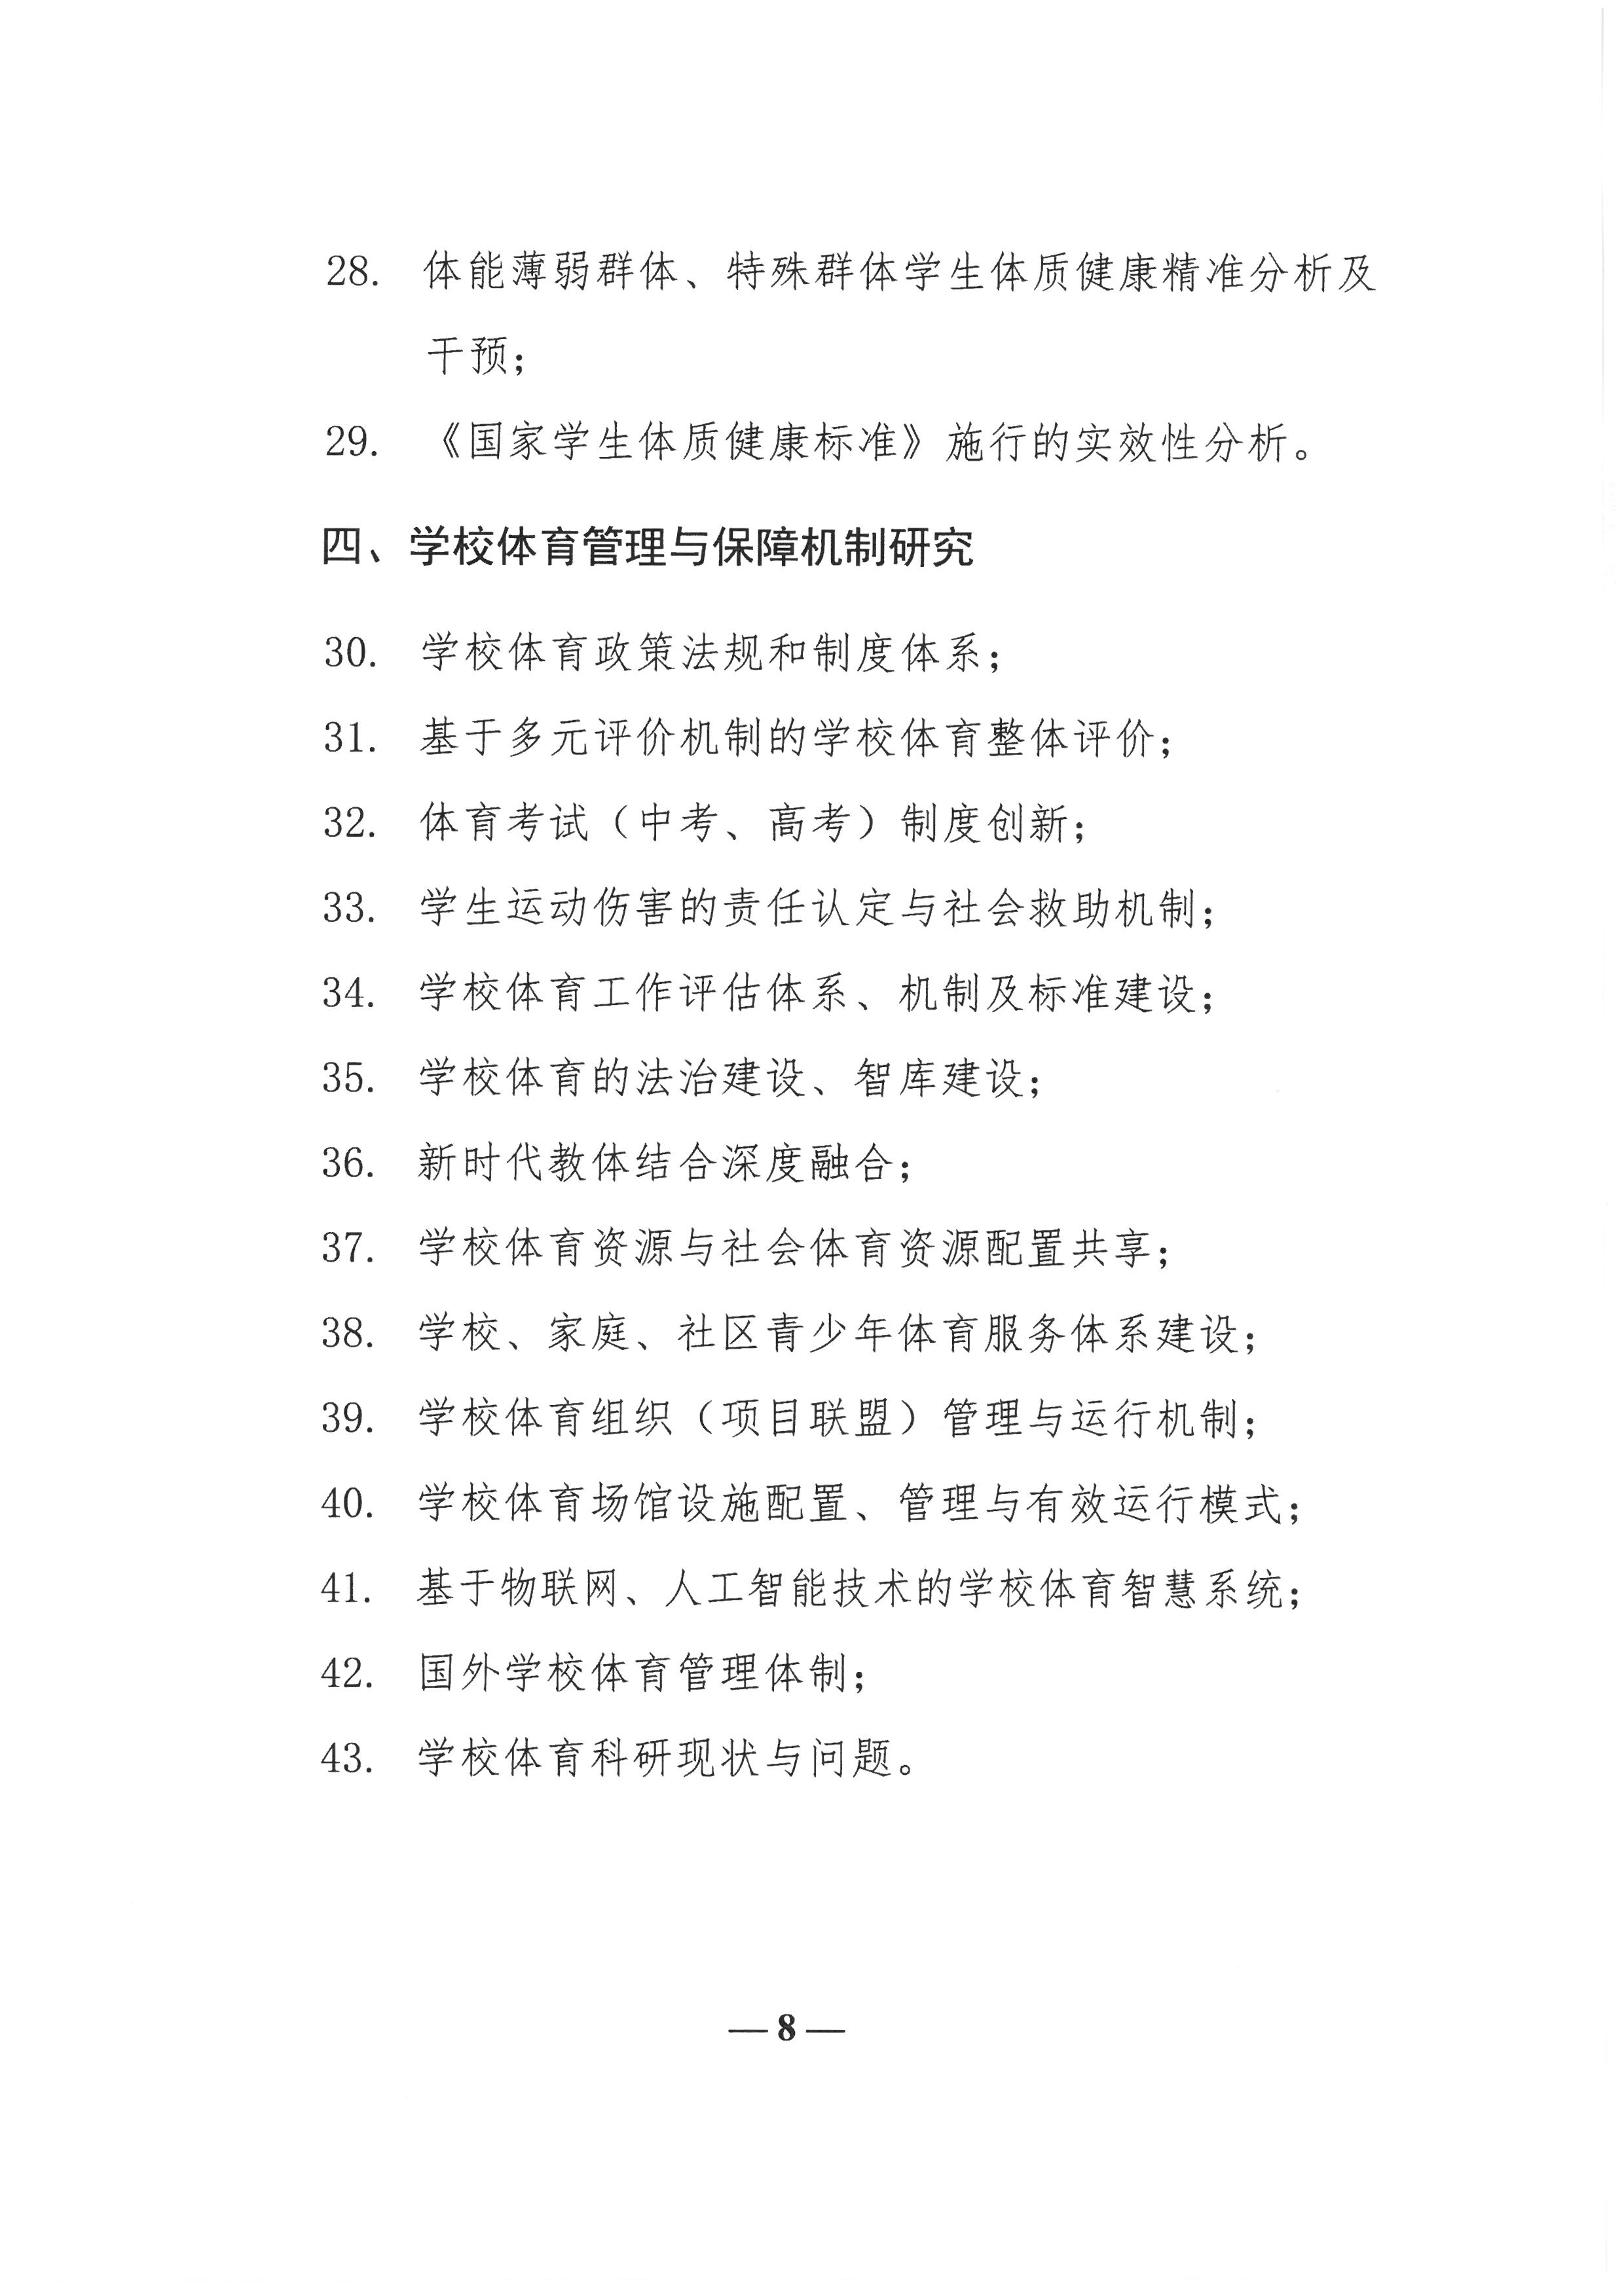 28. 体能薄弱群体、特殊群体学生体质健康精准分析及
干预；
29. 《国家学生体质健康标准》施行的实效性分析。
四、学校体育管理与保障机制研究
30. 学校体育政策法规和制度体系；
31. 基于多元评价机制的学校体育整体评价；
32. 体育考试（中考、高考）制度创新；
33. 学生运动伤害的责任认定与社会救助机制；
34. 学校体育工作评估体系、机制及标准建设；
35. 学校体育的法治建设、智库建设；
36. 新时代教体结合深度融合；
37. 学校体育资源与社会体育资源配置共享；
38. 学校、家庭、社区青少年体育服务体系建设；
39. 学校体育组织（项目联盟）管理与运行机制；
40. 学校体育场馆设施配置、管理与有效运行模式；
41. 基于物联网、人工智能技术的学校体育智慧系统；
42. 国外学校体育管理体制；
43. 学校体育科研现状与问题。
— 8 —